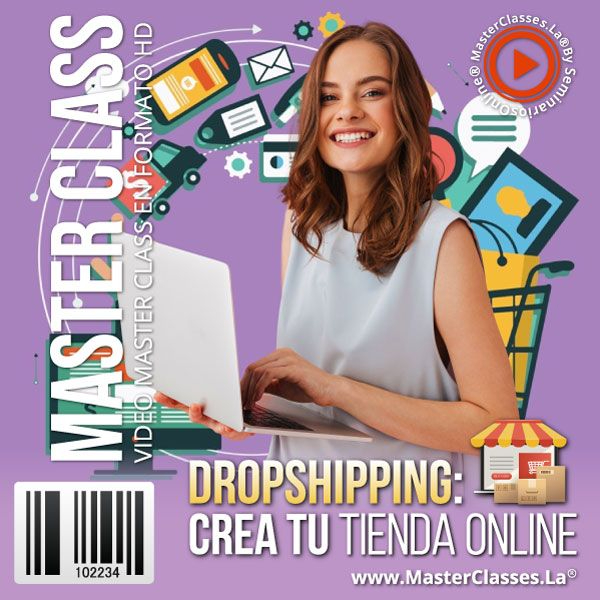 MASTER CLASS
VIDEO MASTER CLASS EN FORMATO HD
MasterClasses.La® By SeminariosOnline®
DROPSHIPPING:
CREA TU TIENDA ONLINE
102234
www.MasterClasses.La®